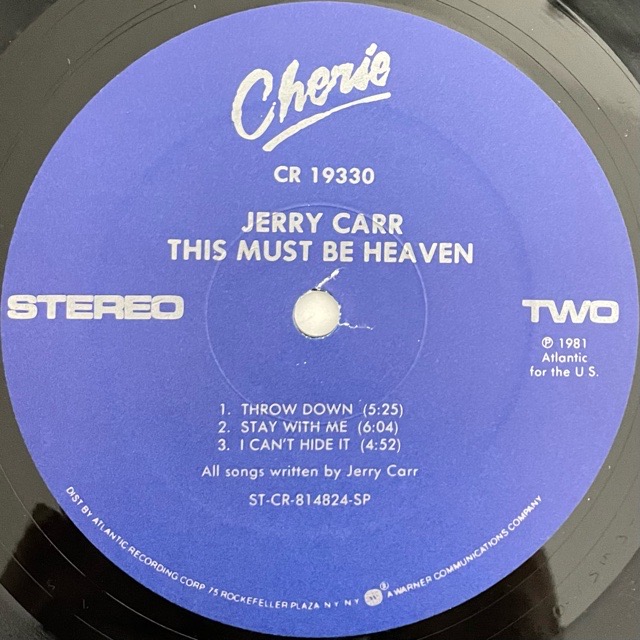 Cherie
CR 19330
JERRY CARR
THIS MUST BE HEAVEN
STEREO
TWO
Ⓟ 1981
Atlantic
for the U S.
1. THROW DOWN (5:25)
2. STAY WITH ME (6:04)
3. I CAN'T HIDE IT (4:52)
All songs written by Jerry Carr
ST-CR-814824-SP
DIST BY ATLANTIC RECORDING CORP 75 ROCKEFELLER PLAZA NY NY ® A WARNER COMMUNICATIONS COMPANY